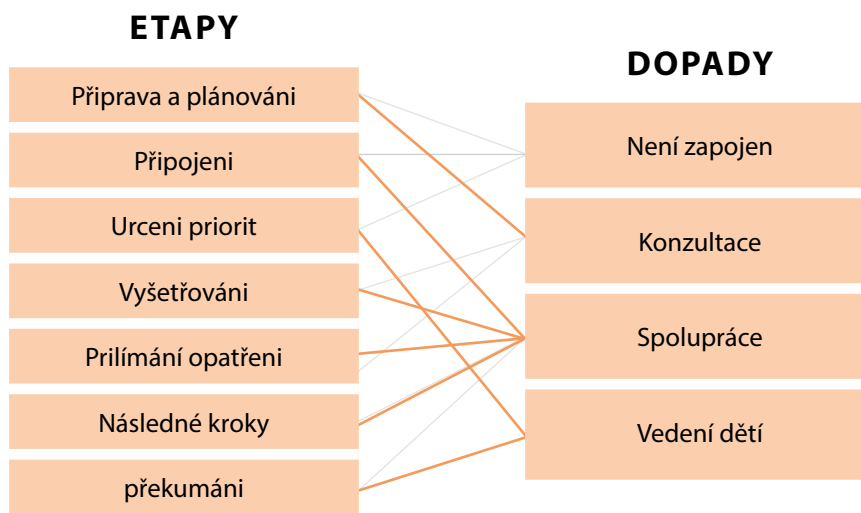 ETAPY
Připrava a plánováni
Připojeni
Urceni priorit
Vyšetřováni
Prilímání opatřeni
Následné kroky
překumáni
DOPADY
Není zapojen
Konzultace
Spolupráce
Vedení dětí